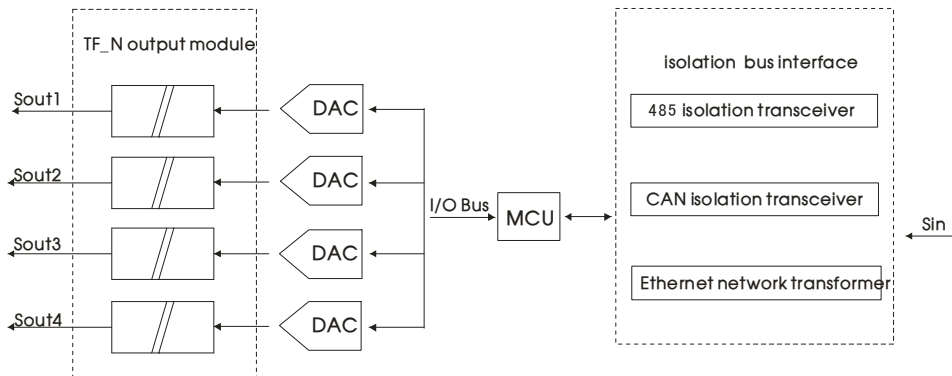 TF_N output module
isolation bus interface
Sout1
DAC
485 isolation transceiver
Sout2
DAC
CAN isolation transceiver
I/O Bus
MCU
Sin
Sout3
DAC
Ethernet network transformer
Sout4
DAC